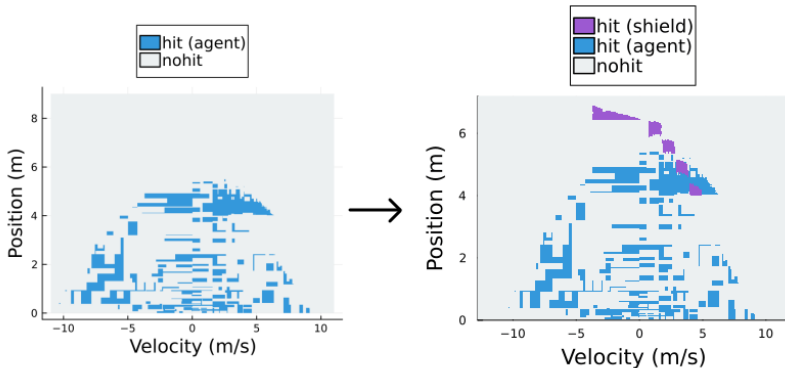 hit (agent)
nohit
8
6
4
2
0
Position (m)
−10
−5
0
5
10
Velocity (m/s)
hit (shield)
hit (agent)
nohit
6
4
2
0
Position (m)
−10
−5
0
5
10
Velocity (m/s)